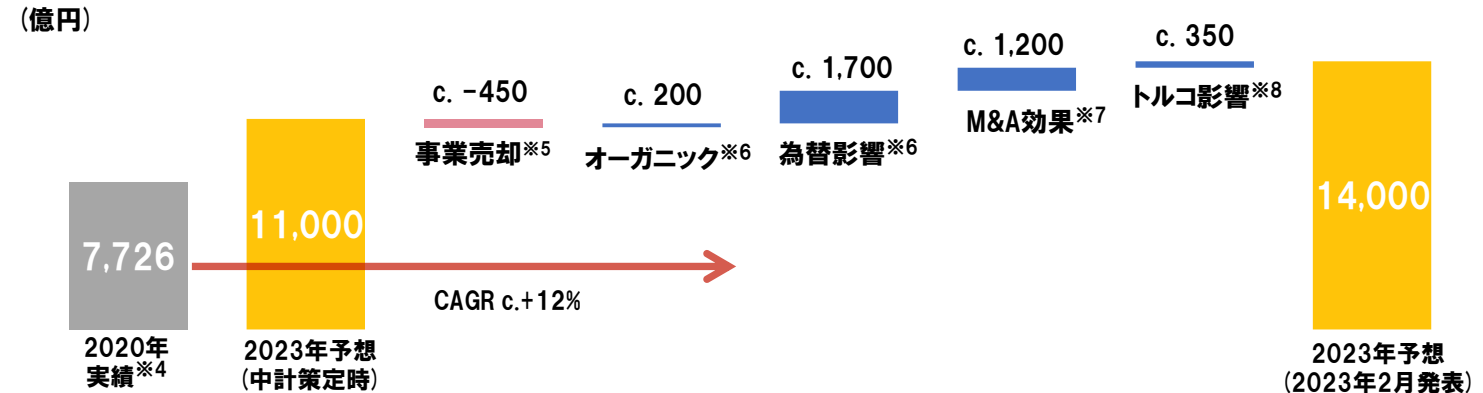 (億円)
c. -450
事業売却※5
c. 200
オーガニック※6
c. 1,700
為替影響※6
c. 1,200
M&A効果※7
c. 350
トルコ影響※8
7,726
11,000
14,000
CAGR c.+12%
2020年
実績※4
2023年予想
(中計策定時)
2023年予想
(2023年2月発表)